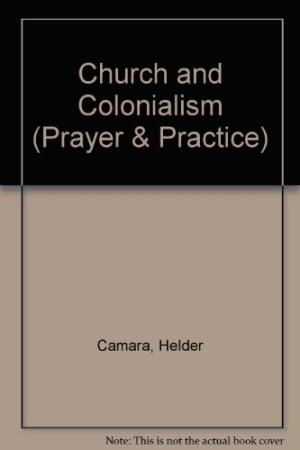 Church and
Colonialism
(Prayer & Practice)
Camara, Helder
Note: This is not the actual book cover